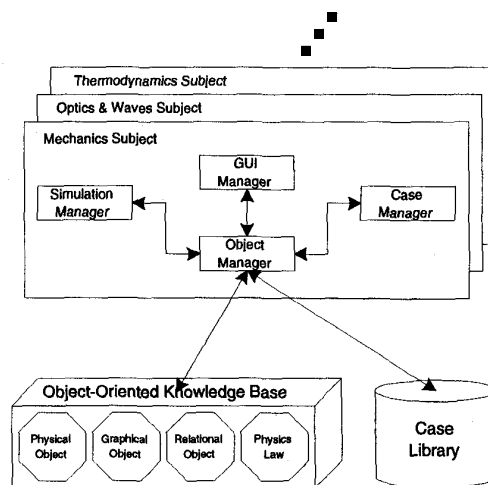 Thermodynamics Subject
Optics & Waves Subject
Mechanics Subject
GUI
Manager
Simulation
Manager
Case
Manager
Object
Manager
Object-Oriented Knowledge Base
Physical
Object
Graphical
Object
Relational
Object
Physics
Law
Case
Library